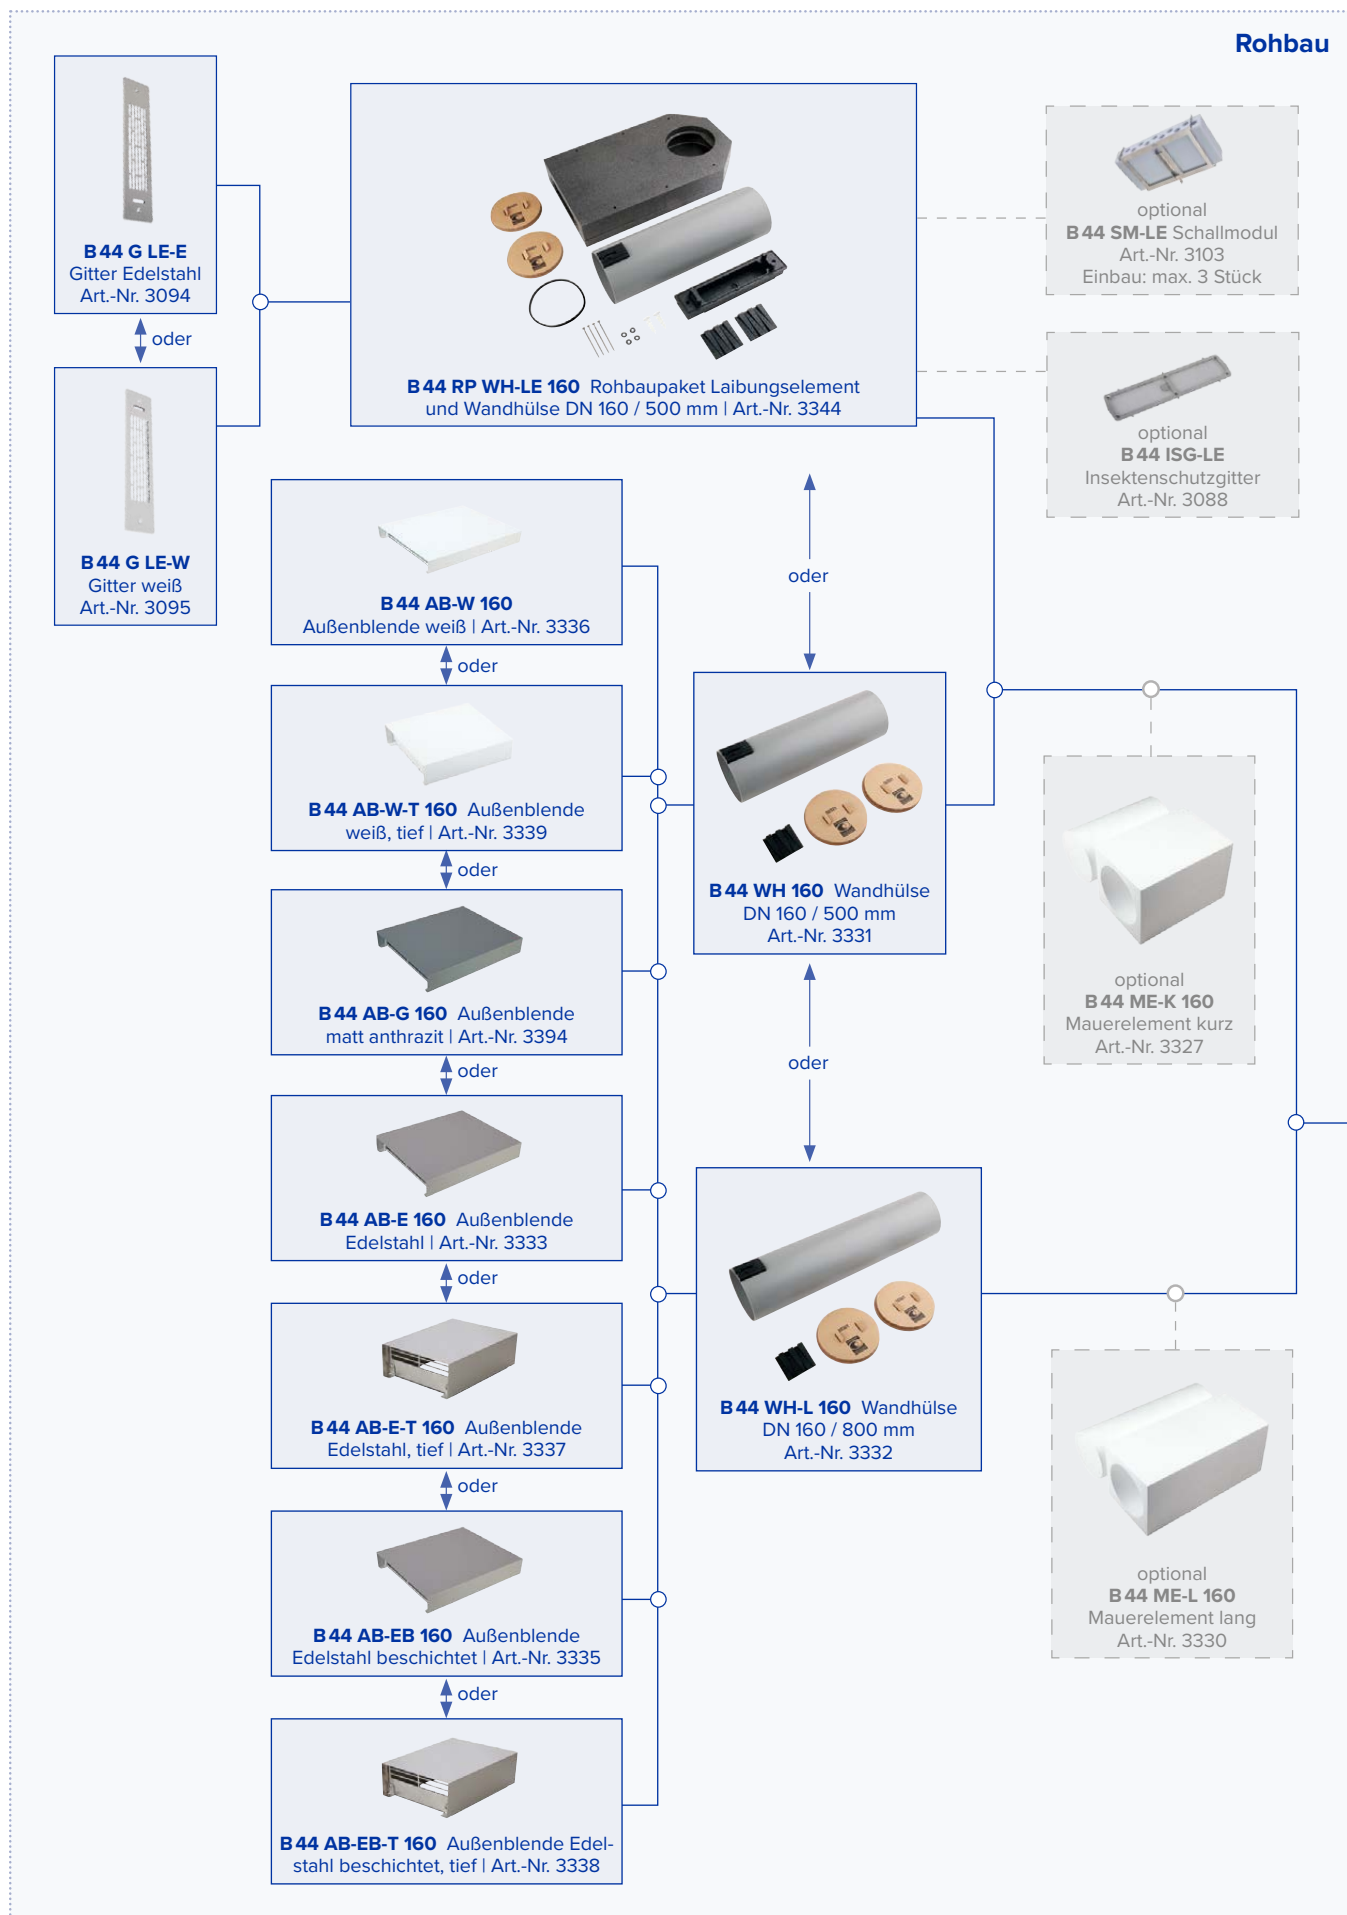 Rohbau
B 44 G LE-E
Gitter Edelstahl
Art.-Nr. 3094
oder
B 44 G LE-W
Gitter weiß
Art.-Nr. 3095
B 44 RP WH-LE 160 Rohbaupaket Laibungselement
und Wandhülse DN 160 / 500 mm | Art.-Nr. 3344
optional
B 44 SM-LE Schallmodul
Art.-Nr. 3103
Einbau: max. 3 Stück
optional
B 44 ISG-LE
Insektenschutzgitter
Art.-Nr. 3088
B 44 AB-W 160
Außenblende weiß | Art.-Nr. 3336
oder
B 44 AB-W-T 160 Außenblende
weiß, tief | Art.-Nr. 3339
oder
B 44 AB-G 160 Außenblende
matt anthrazit | Art.-Nr. 3394
oder
B 44 AB-E 160 Außenblende
Edelstahl | Art.-Nr. 3333
oder
B 44 AB-E-T 160 Außenblende
Edelstahl, tief | Art.-Nr. 3337
oder
B 44 AB-EB 160 Außenblende
Edelstahl beschichtet | Art.-Nr. 3335
oder
B 44 AB-EB-T 160 Außenblende Edel-
stahl beschichtet, tief | Art.-Nr. 3338
oder
B 44 WH 160 Wandhülse
DN 160 / 500 mm
Art.-Nr. 3331
oder
B 44 WH-L 160 Wandhülse
DN 160 / 800 mm
Art.-Nr. 3332
optional
B 44 ME-K 160
Mauerelement kurz
Art.-Nr. 3327
optional
B 44 ME-L 160
Mauerelement lang
Art.-Nr. 3330